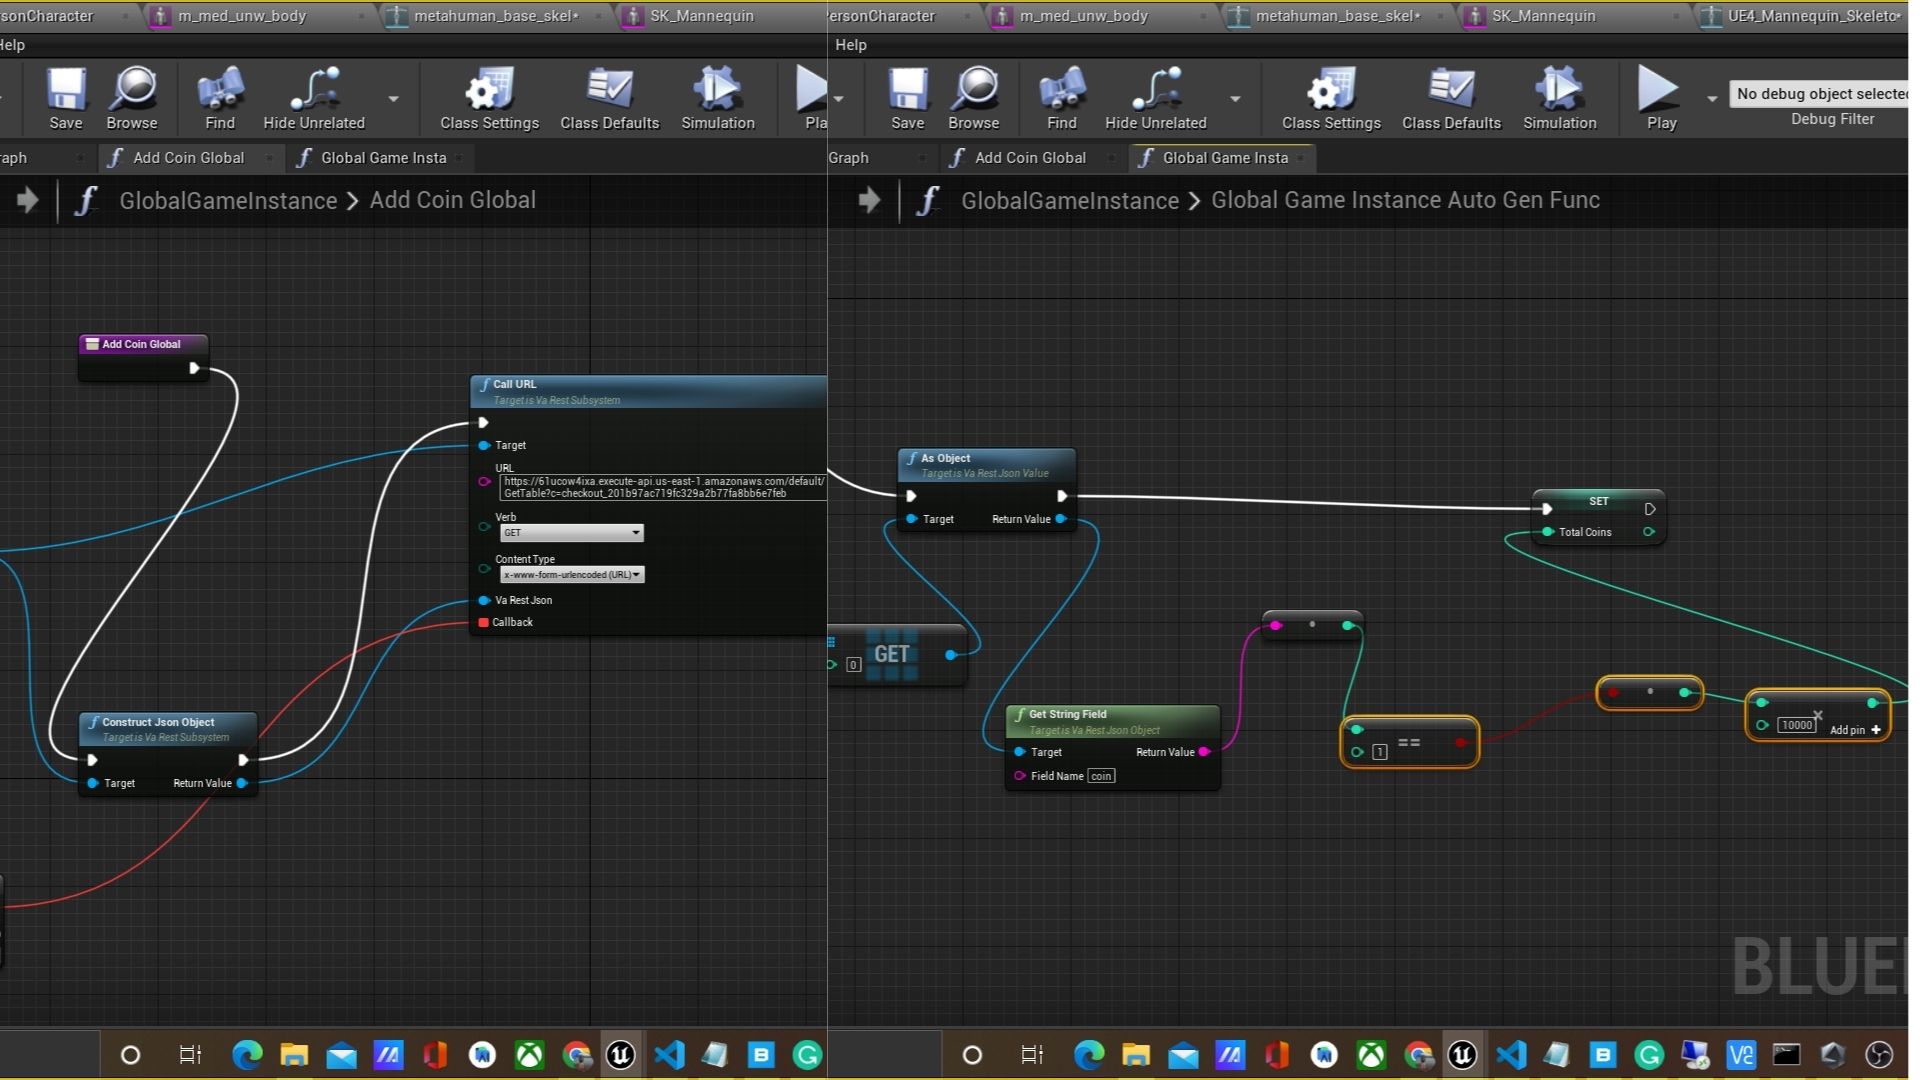 rsonCharacter
m_med_unw_body
metahuman_base_skel*
SK_Mannequin
Help
Save
Browse
Find
Hide Unrelated
Class Settings
Class Defaults
Simulation
Pla
raph
Add Coin Global
Global Game Insta
GlobalGameInstance > Add Coin Global
Add Coin Global
Call URL
Target is Va Rest Subsystem
Target
URL
https://61ucow4ixa.execute-api.us-east-1.amazonaws.com/default/
GetTable?c=checkout_201b97ac719fc329a2b77fa8bb6e7feb
Verb
GET
Content Type
x-www-form-urlencoded (URL)
Va Rest Json
Callback
Construct Json Object
Target is Va Rest Subsystem
Target
Return Value
ersonCharacter
m_med_unw_body
metahuman_base_skel*
SK_Mannequin
UE4_Mannequin_Skeleto*
Help
Save
Browse
Find
Hide Unrelated
Class Settings
Class Defaults
Simulation
Play
No debug object selected
Debug Filter
Graph
Add Coin Global
Global Game Insta
GlobalGameInstance > Global Game Instance Auto Gen Func
As Object
Target is Va Rest Json Value
Target
Return Value
SET
Total Coins
0
GET
Get String Field
Target is Va Rest Json Object
Target
Return Value
Field Name coin
==
1
10000
Add pin +
BLUE